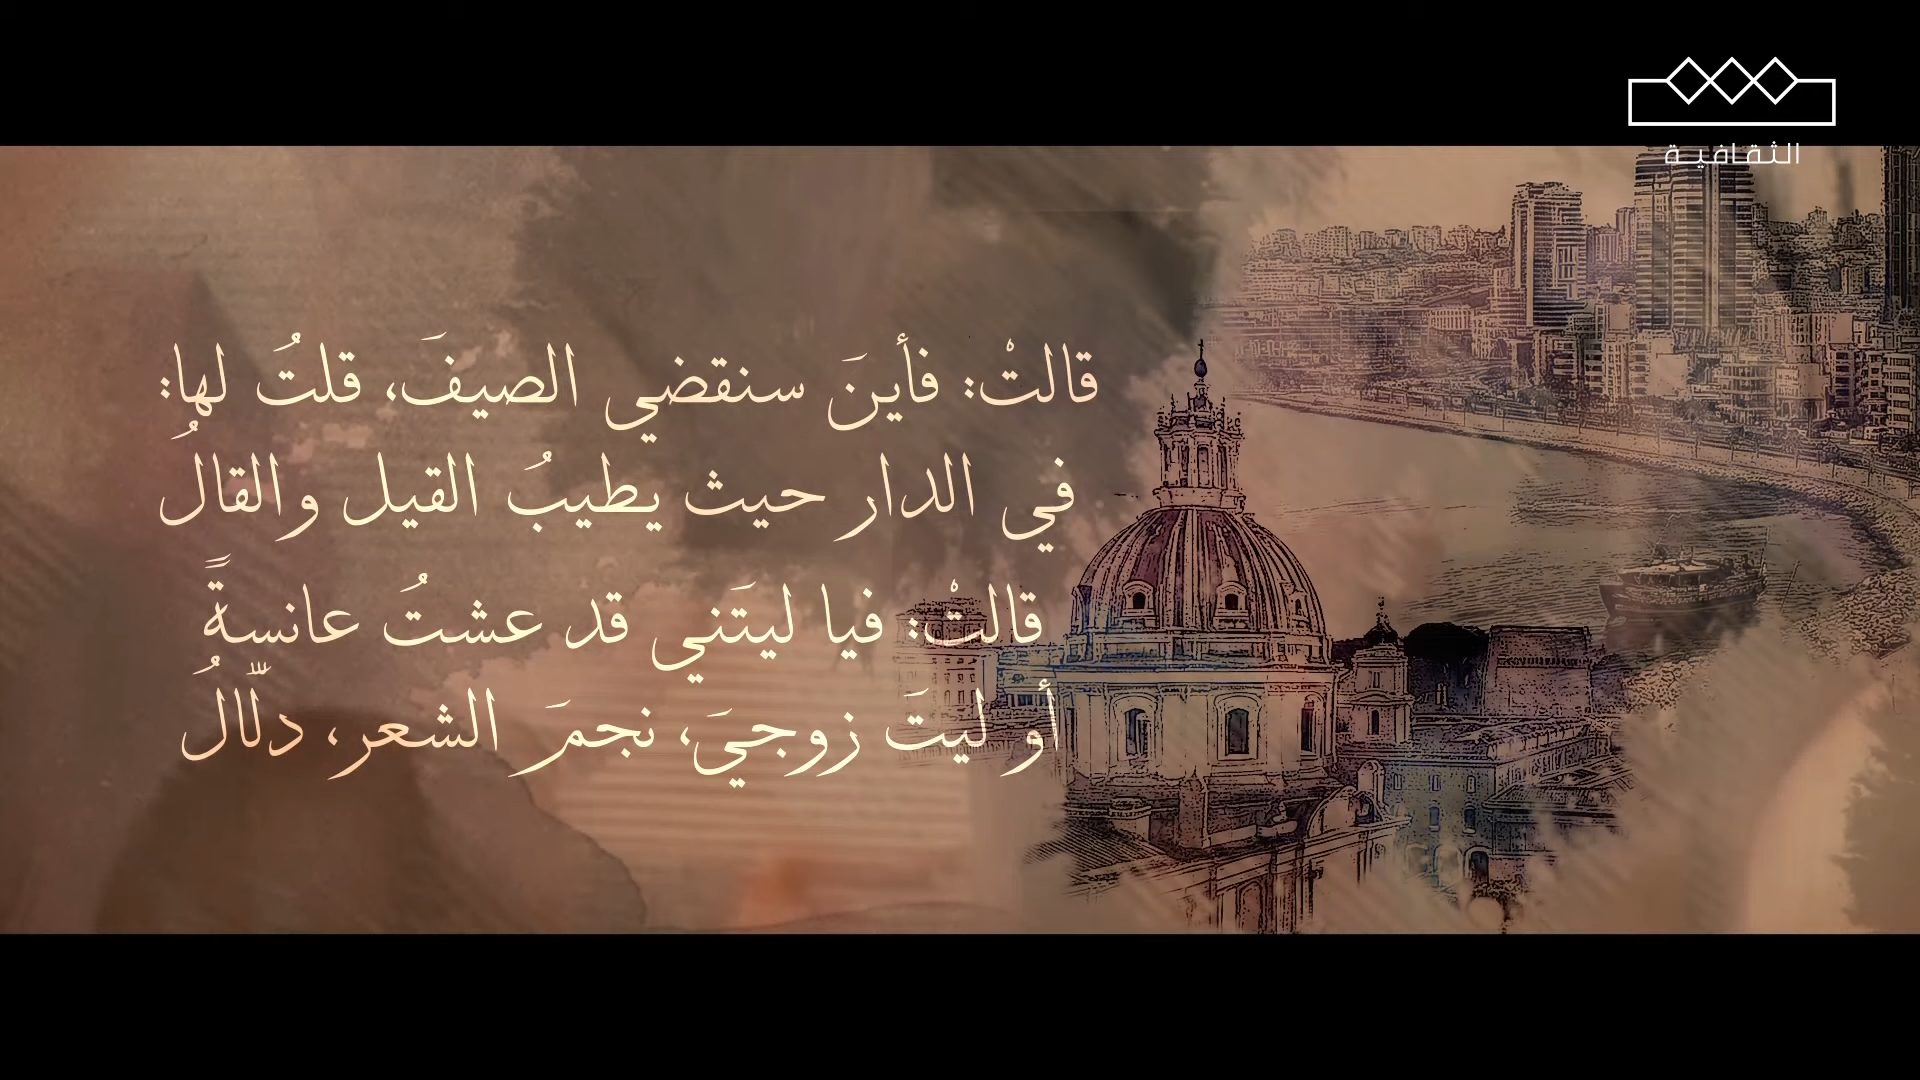 الثقافية
قالتْ: فأينَ سنقضي الصيفَ، قلتُ لها:
في الدار حيث يطيبُ القيل والقالُ
قالتْ: فيا ليتَني قد عشتُ عانسةً
أو ليتَ زوجيَ، نجمَ الشعر، دلّالُ